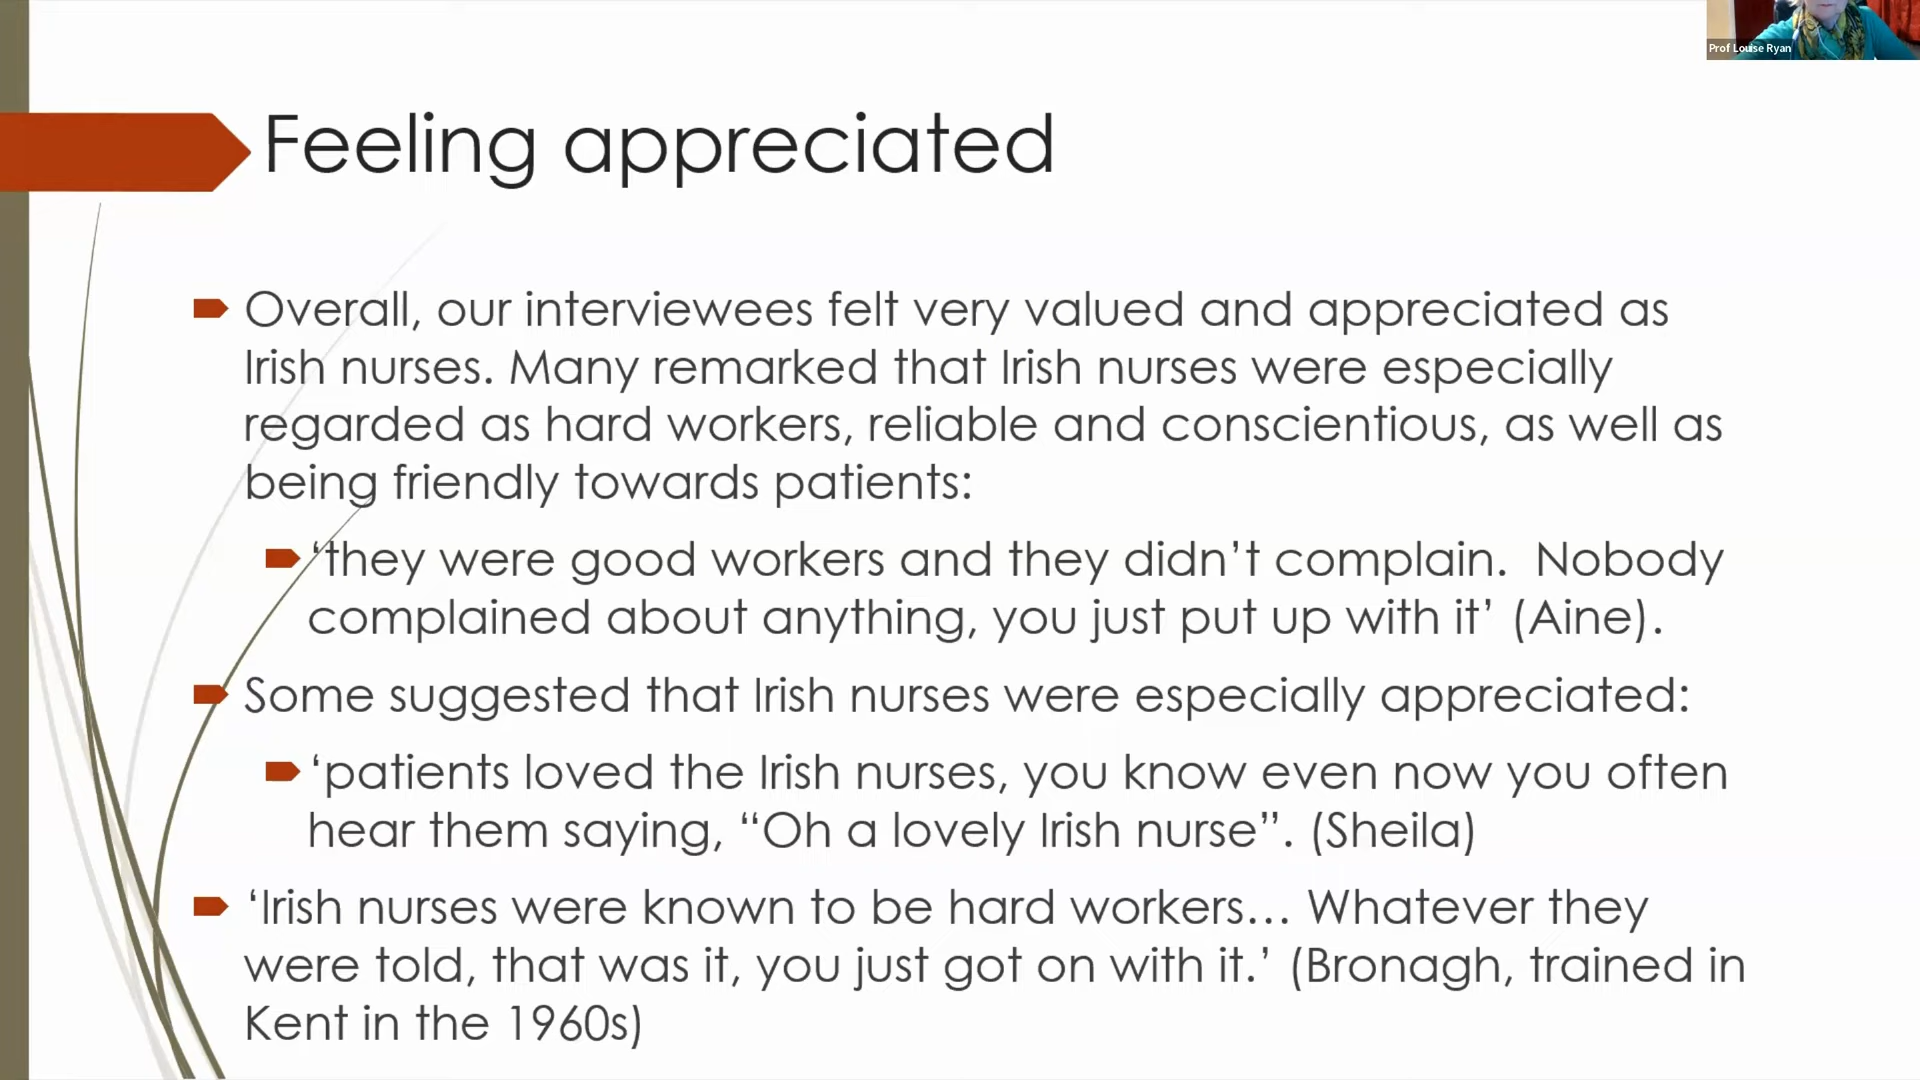 Prof Louise Ryan
Feeling appreciated
Overall, our interviewees felt very valued and appreciated as
Irish nurses. Many remarked that Irish nurses were especially
regarded as hard workers, reliable and conscientious, as well as
being friendly towards patients:
‘they were good workers and they didn’t complain.  Nobody
complained about anything, you just put up with it’ (Aine).
Some suggested that Irish nurses were especially appreciated:
‘patients loved the Irish nurses, you know even now you often
hear them saying, “Oh a lovely Irish nurse”. (Sheila)
‘Irish nurses were known to be hard workers… Whatever they
were told, that was it, you just got on with it.’ (Bronagh, trained in
Kent in the 1960s)